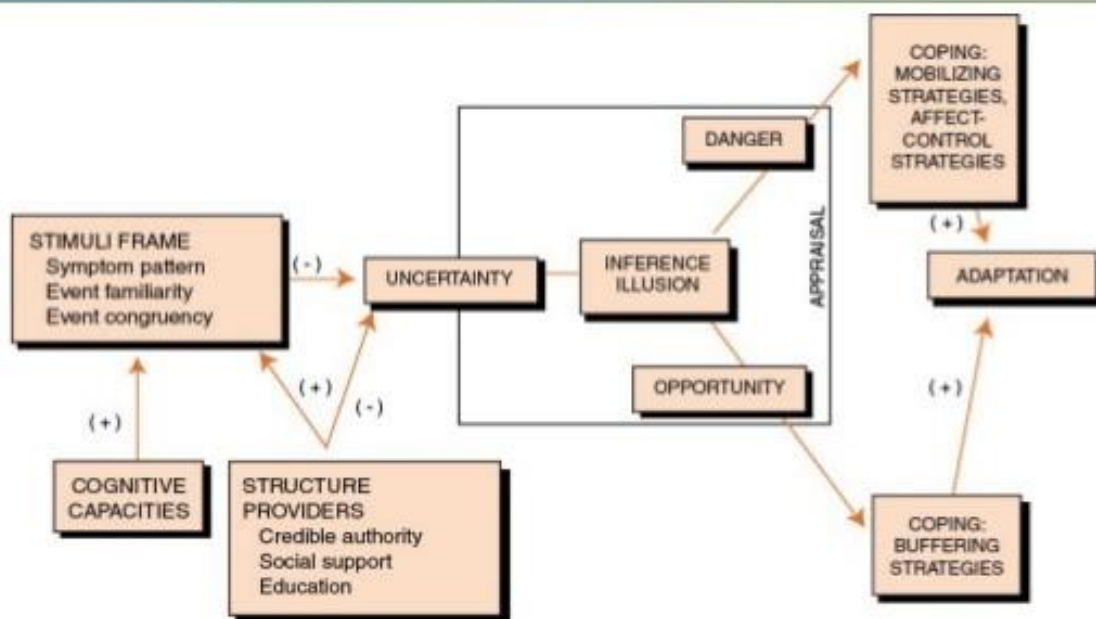 COPING:
MOBILIZING
STRATEGIES,
AFFECT-
CONTROL
STRATEGIES
DANGER
APPRAISAL
(+)
STIMULI FRAME
Symptom pattern
Event familiarity
Event congruency
(-)
UNCERTAINTY
INFERENCE
ILLUSION
ADAPTATION
OPPORTUNITY
(+)
(+)
(-)
(+)
COGNITIVE
CAPACITIES
STRUCTURE
PROVIDERS
Credible authority
Social support
Education
COPING:
BUFFERING
STRATEGIES